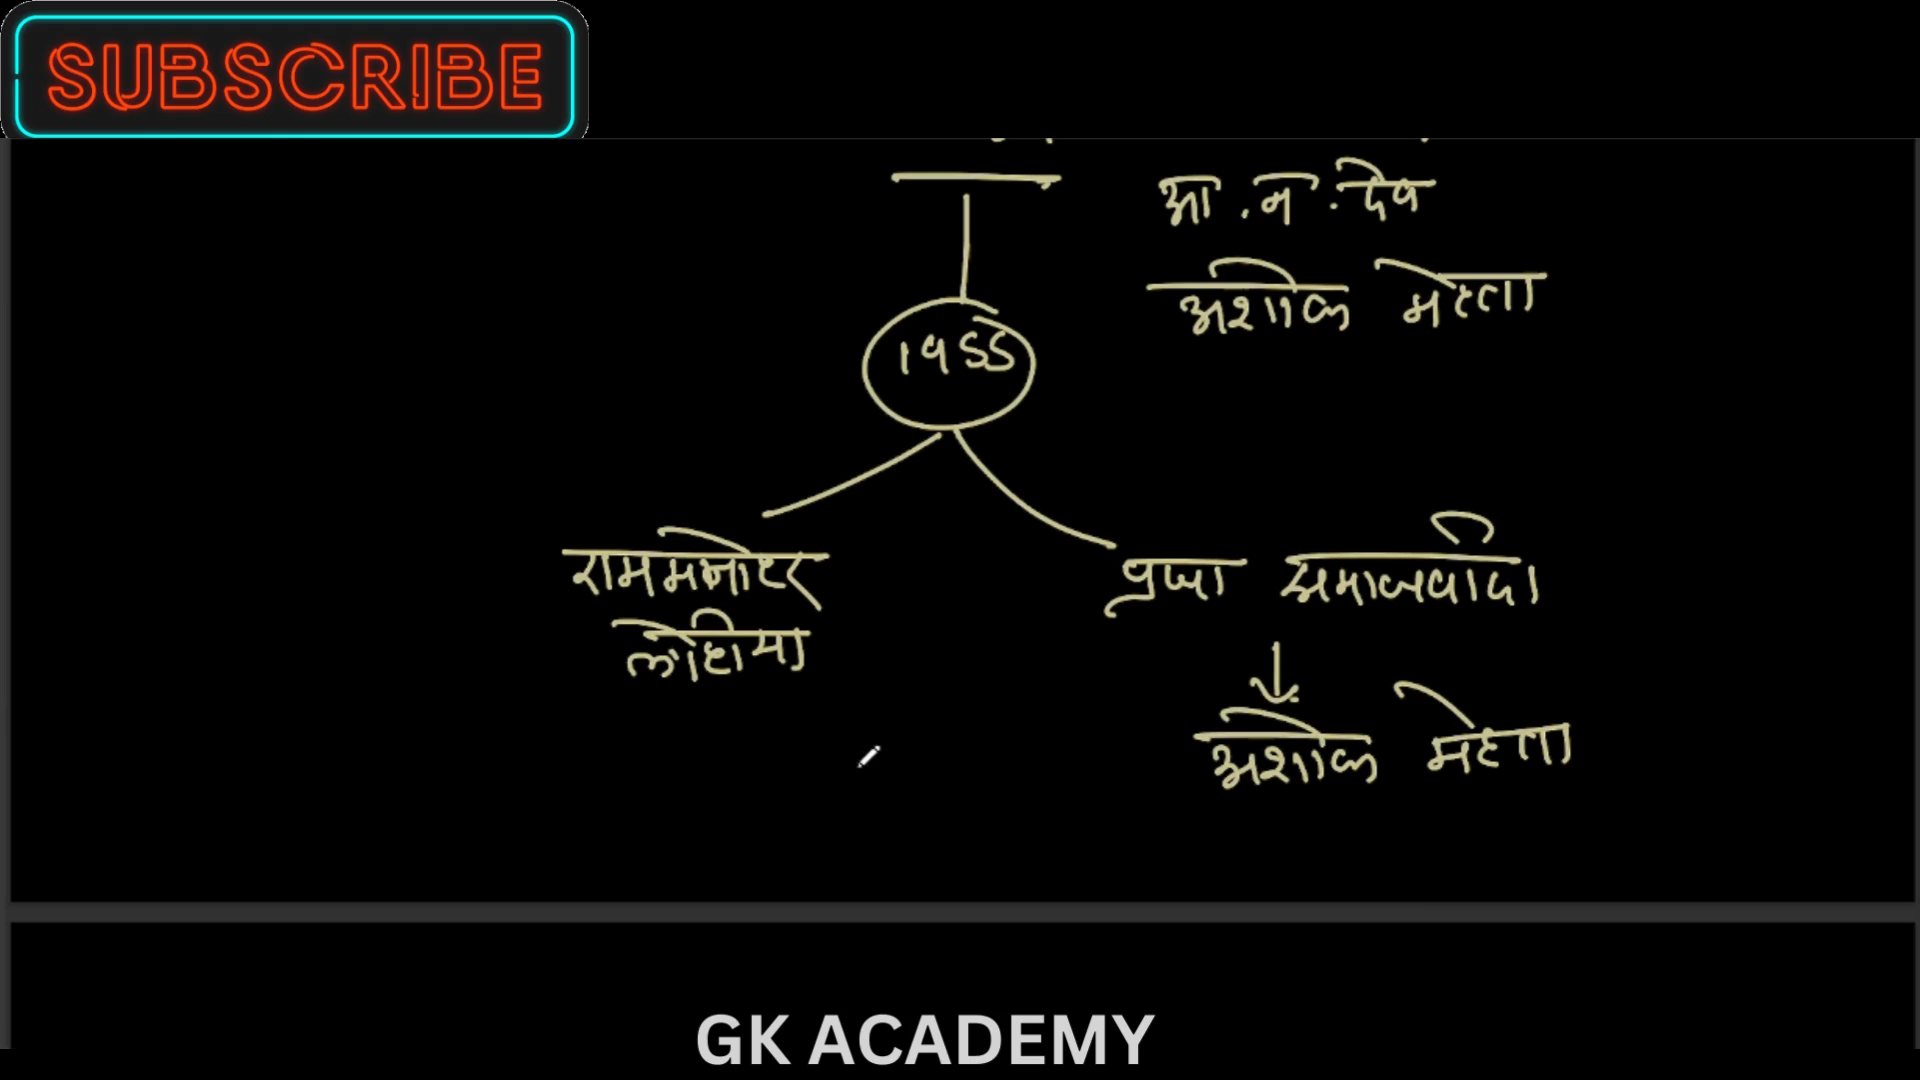 SUBSCRIBE
आ . न . देव
अशोक मेहता
1955
राममनोहर
लोहिया
प्रजा समाजवादी
अशोक मेहता
GK ACADEMY